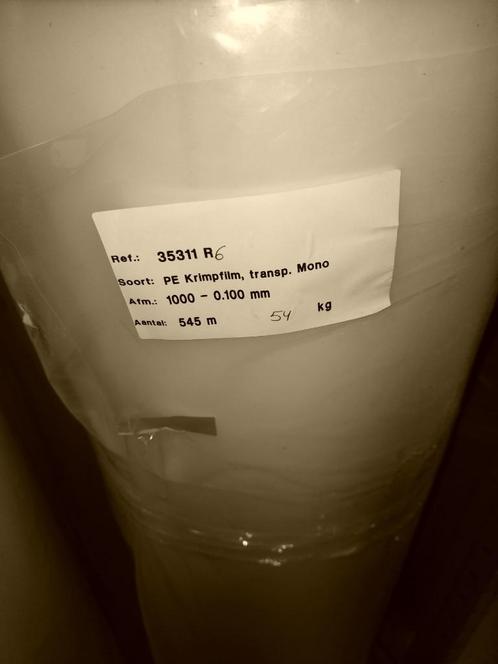 Ref.: 35311 R6
Soort: PE Krimpfilm, transp. Mono
Afm.: 1000 - 0.100 mm
Aantal: 545 m 54 kg